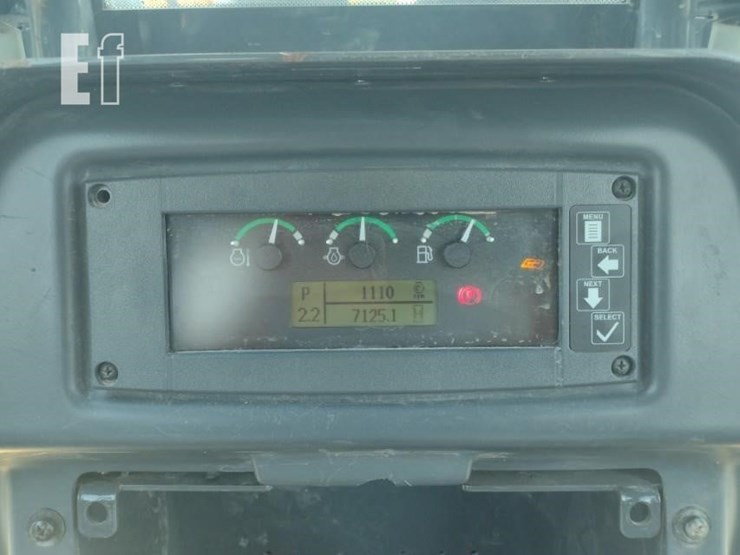 Ef
MENU
BACK
NEXT
SELECT
P 1110
2.2 7125.1